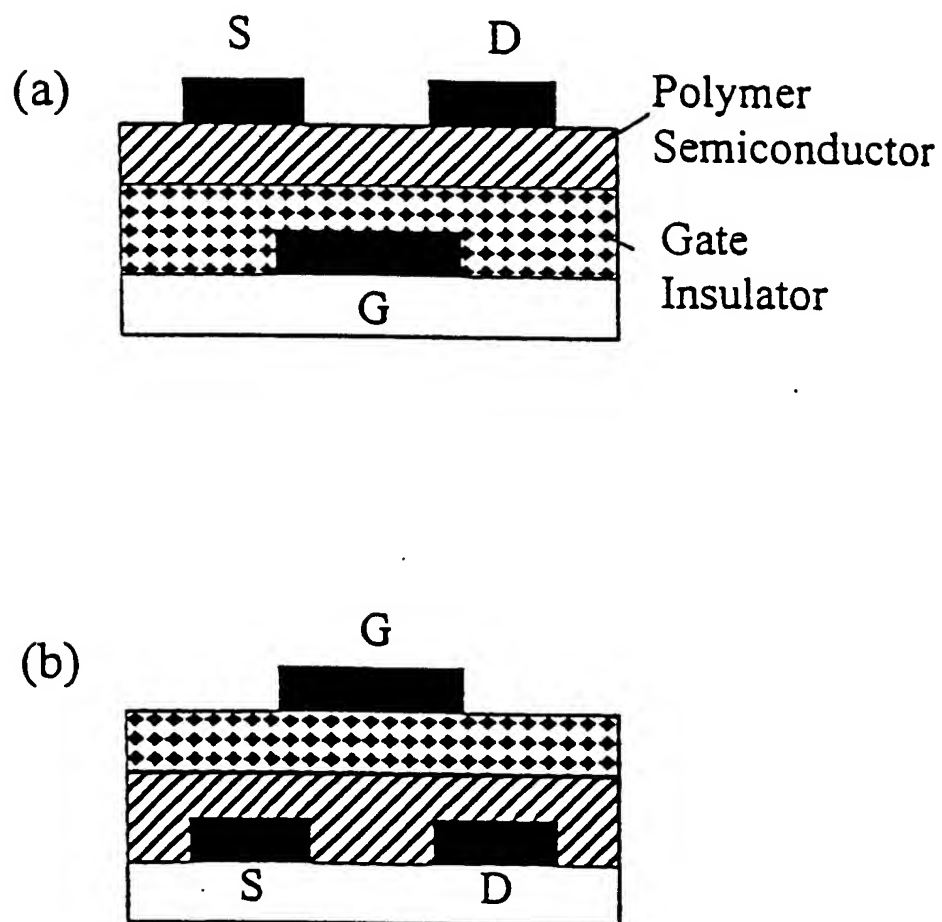 S D
(a)
Polymer
Semiconductor
Gate
Insulator
G
G
(b)
S D